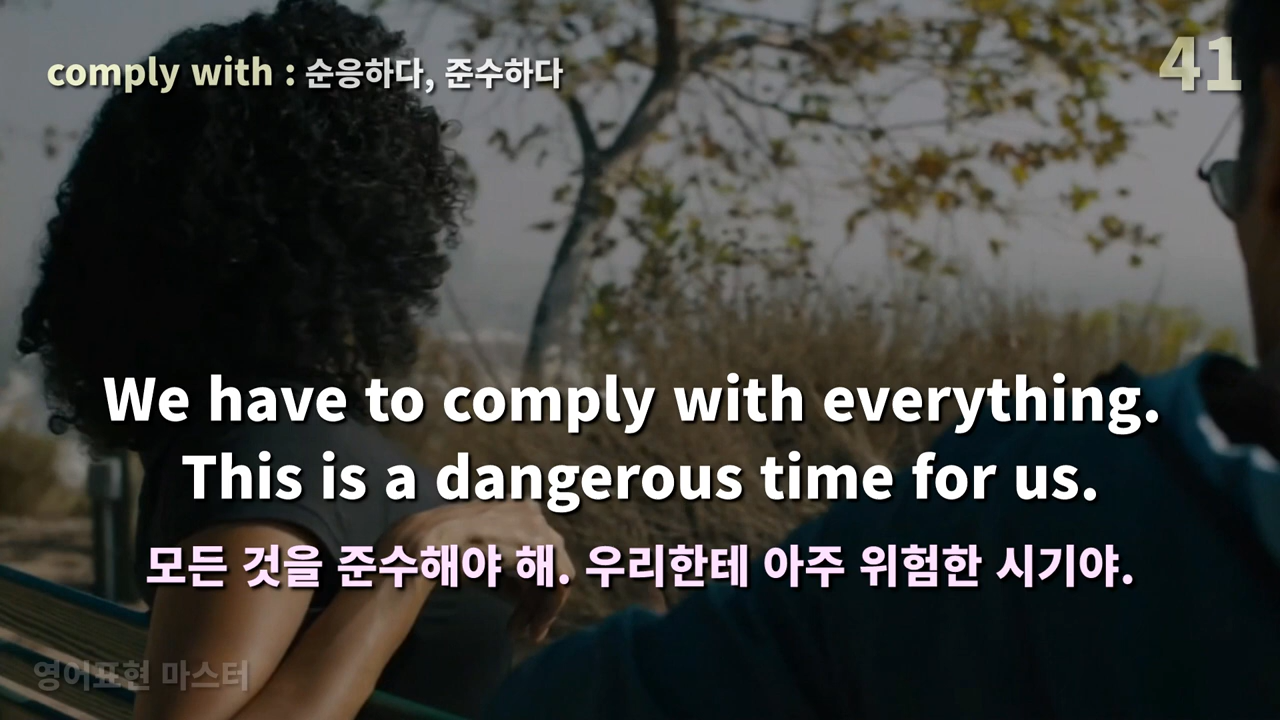 comply with : 순응하다, 준수하다
41
We have to comply with everything.
This is a dangerous time for us.
모든 것을 준수해야 해. 우리한테 아주 위험한 시기야.
영어표현 마스터